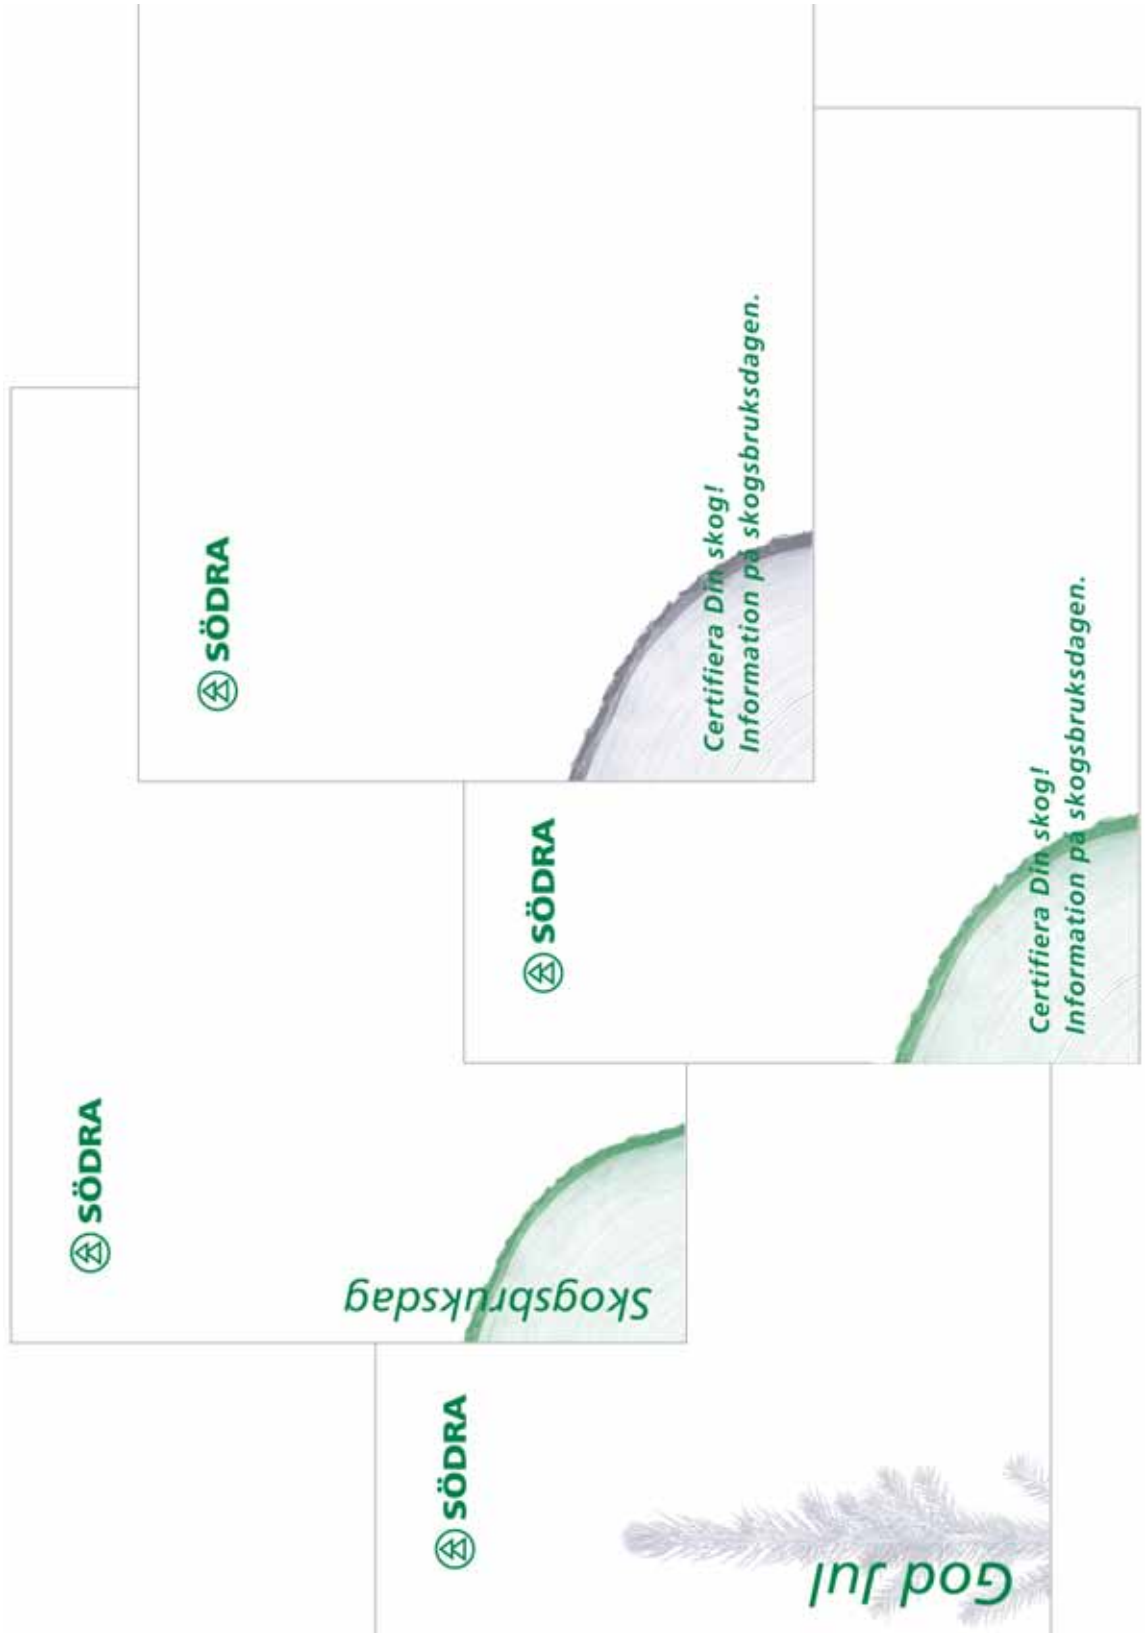 SÖDRA
Certifiera Din skog!
Information på skogsbruksdagen.
SÖDRA
Certifiera Din skog!
Information på skogsbruksdagen.
SÖDRA
Skogsbruksdag
SÖDRA
God Jul